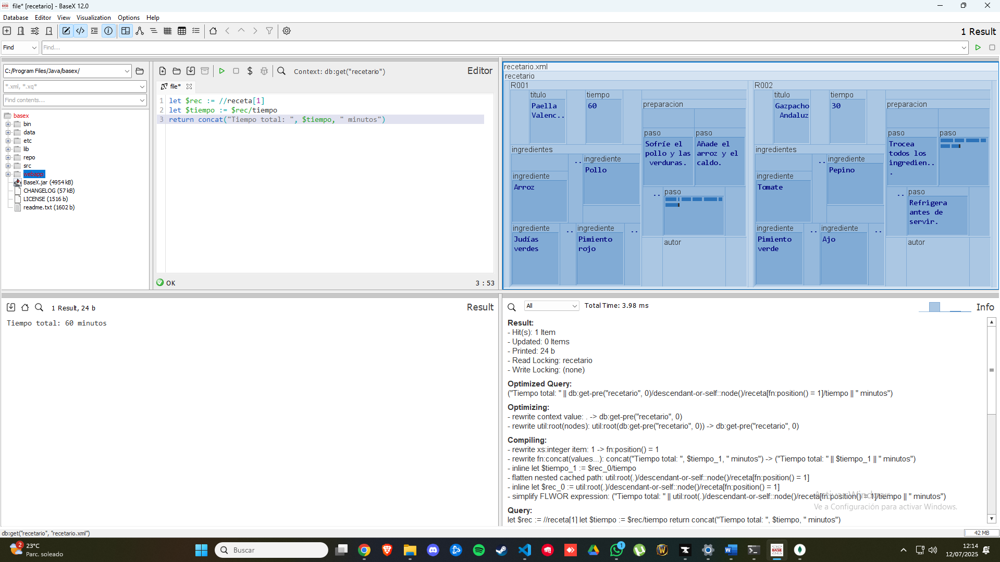 file* [recetario] - BaseX 12.0
Database Editor View Visualization Options Help
1 Result
Find Find...
C:/Program Files/Java/basex/
*.xml, *.xq*
Find contents...
basex
bin
data
etc
lib
repo
src
webapp
BaseX.jar (4954 kB)
CHANGELOG (57 kB)
LICENSE (1516 b)
readme.txt (1602 b)
Context: db:get("recetario")
Editor
file*
1 let $rec := //receta[1]
2 let $tiempo := $rec/tiempo
3 return concat("Tiempo total: ", $tiempo, " minutos")
OK
3 : 53
recetario.xml
recetario
R001
titulo
Paella
Valenc..
tiempo
60
preparacion
paso
Sofríe el
pollo y las
verduras.
paso
Añade el
arroz y el
caldo.
ingredientes
ingrediente
Arroz
..
ingrediente
Pollo
..
paso
ingrediente
Judías
verdes
..
ingrediente
Pimiento
rojo
..
autor
R002
titulo
Gazpacho
Andaluz
tiempo
30
preparacion
paso
Trocea
todos los
ingredien..
.
paso
ingredientes
ingrediente
Tomate
..
ingrediente
Pepino
..
paso
Refrigera
antes de
servir.
ingrediente
Pimiento
verde
..
ingrediente
Ajo
..
autor
1 Result, 24 b
Result
Tiempo total: 60 minutos
All
Total Time: 3.98 ms
Info
Result:
- Hit(s): 1 Item
- Updated: 0 Items
- Printed: 24 b
- Read Locking: recetario
- Write Locking: (none)
Optimized Query:
("Tiempo total: " || db:get-pre("recetario", 0)/descendant-or-self::node()/receta[fn:position() = 1]/tiempo || " minutos")
Optimizing:
- rewrite context value: . -> db:get-pre("recetario", 0)
- rewrite util:root(nodes): util:root(db:get-pre("recetario", 0)) -> db:get-pre("recetario", 0)
Compiling:
- rewrite xs:integer item: 1 -> fn:position() = 1
- rewrite fn:concat(values...): concat("Tiempo total: ", $tiempo_1, " minutos") -> ("Tiempo total: " || $tiempo_1 || " minutos")
- inline let $tiempo_1 := $rec_0/tiempo
- flatten nested cached path: util:root(.)/descendant-or-self::node()/receta[fn:position() = 1]
- inline let $rec_0 := util:root(.)/descendant-or-self::node()/receta[fn:position() = 1]
- simplify FLWOR expression: ("Tiempo total: " || util:root(.)/descendant-or-self::node()/receta[fn:position() = 1]/tiempo || " minutos")
Query:
let $rec := //receta[1] let $tiempo := $rec/tiempo return concat("Tiempo total: ", $tiempo, " minutos")
Activar Windows
Ve a Configuración para activar Windows.
db:get("recetario", "recetario.xml")
42 MB
2
23°C
Parc. soleado
Buscar
1
BASE
12:14
12/07/2025